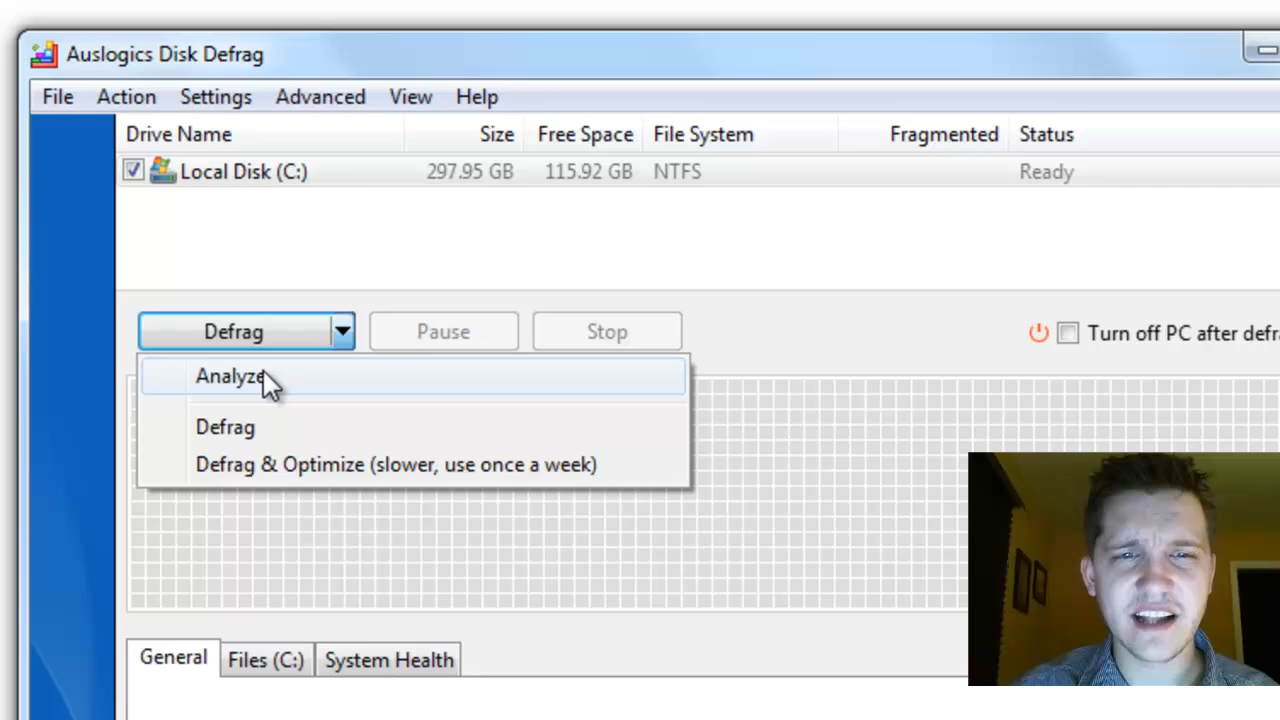 Auslogics Disk Defrag
File Action Settings Advanced View Help
Drive Name Size Free Space File System Fragmented Status
Local Disk (C:) 297.95 GB 115.92 GB NTFS Ready
Defrag Pause Stop Turn off PC after defra
Analyze
Defrag
Defrag & Optimize (slower, use once a week)
General Files (C:) System Health